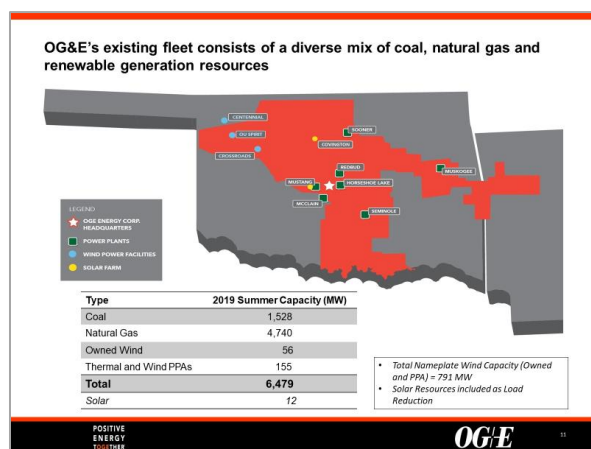 OG&E's existing fleet consists of a diverse mix of coal, natural gas and
renewable generation resources
CENTENNIAL
OU SPIRIT
CROSSROADS
COVINGTON
SOONER
REDBUD
MUSTANG
HORSESHOE LAKE
MCCLAIN
SEMINOLE
MUSKOGEE
LEGEND
OGE ENERGY CORP.
HEADQUARTERS
POWER PLANTS
WIND POWER FACILITIES
SOLAR FARM
Type 2019 Summer Capacity (MW)
Coal 1,528
Natural Gas 4,740
Owned Wind 56
Thermal and Wind PPAs 155
Total 6,479
Solar 12
• Total Nameplate Wind Capacity (Owned
and PPA) = 791 MW
• Solar Resources included as Load
Reduction
POSITIVE
ENERGY
TOGETHER
OG/E
11